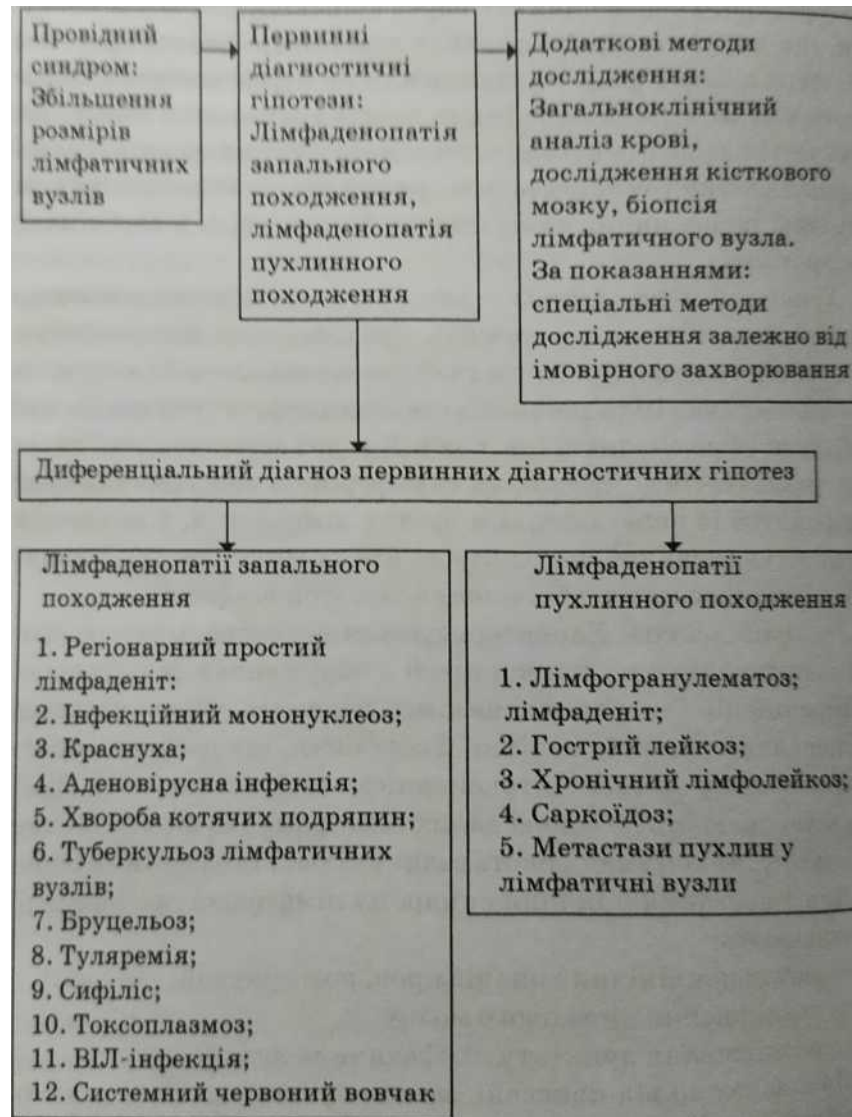 Провідний
синдром:
Збільшення
розмірів
лімфатичних
вузлів
Первинні
діагностичні
гіпотези:
Лімфаденопатія
запального
походження,
лімфаденопатія
пухлинного
походження
Додаткові методи
дослідження:
Загальноклінічний
аналіз крові,
дослідження кісткового
мозку, біопсія
лімфатичного вузла.
За показаннями:
спеціальні методи
дослідження залежно від
імовірного захворювання
Диференціальний діагноз первинних діагностичних гіпотез
Лімфаденопатії запального
походження
1. Регіонарний простий
лімфаденіт:
2. Інфекційний мононуклеоз;
3. Краснуха;
4. Аденовірусна інфекція;
5. Хвороба котячих подряпин;
6. Туберкульоз лімфатичних
вузлів;
7. Бруцельоз;
8. Туляремія;
9. Сифіліс;
10. Токсоплазмоз;
11. ВІЛ-інфекція;
12. Системний червоний вовчак
Лімфаденопатії
пухлинного походження
1. Лімфогранулематоз;
лімфаденіт;
2. Гострий лейкоз;
3. Хронічний лімфолейкоз;
4. Саркоїдоз;
5. Метастази пухлин у
лімфатичні вузли